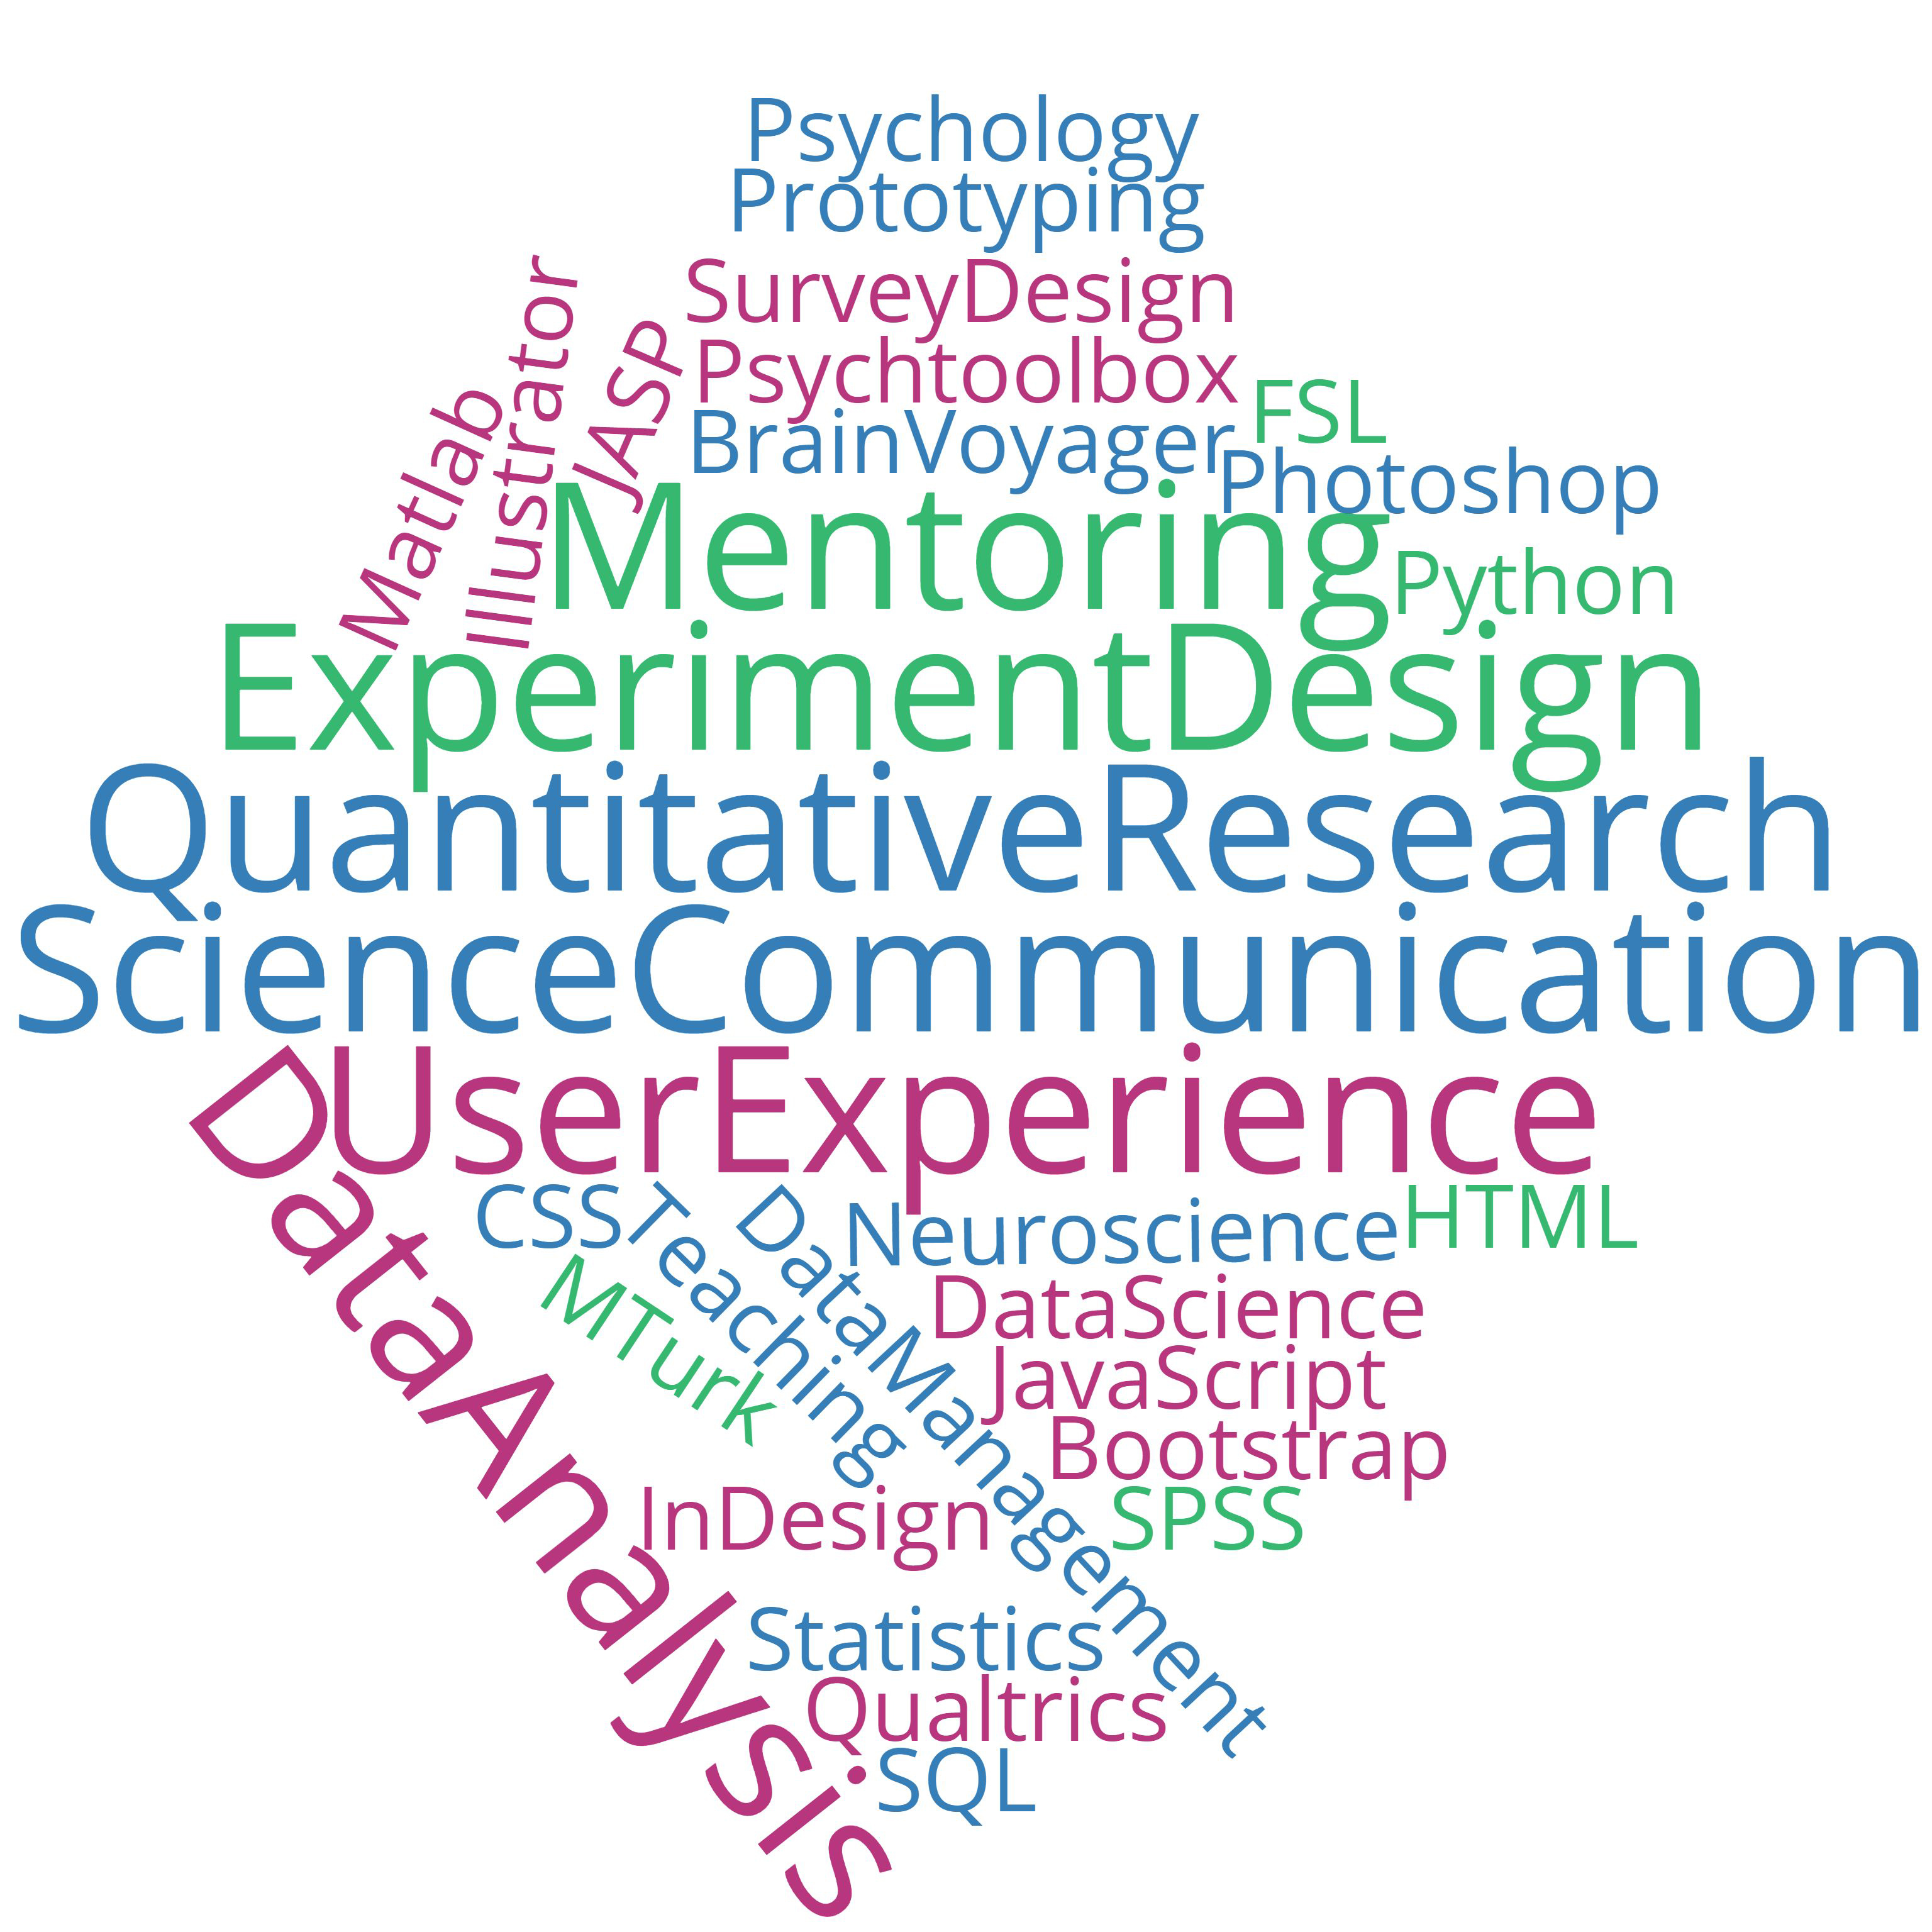 Psychology
Prototyping
SurveyDesign
Illustrator
JASP
Psychtoolbox
FSL
Matlab
BrainVoyager
Photoshop
Mentoring
Python
ExperimentDesign
QuantitativeResearch
ScienceCommunication
UserExperience
DataAnalysis
CSS
Teaching
DataManagement
Neuroscience
HTML
MTurk
DataScience
JavaScript
Bootstrap
InDesign
SPSS
Statistics
Qualtrics
SQL